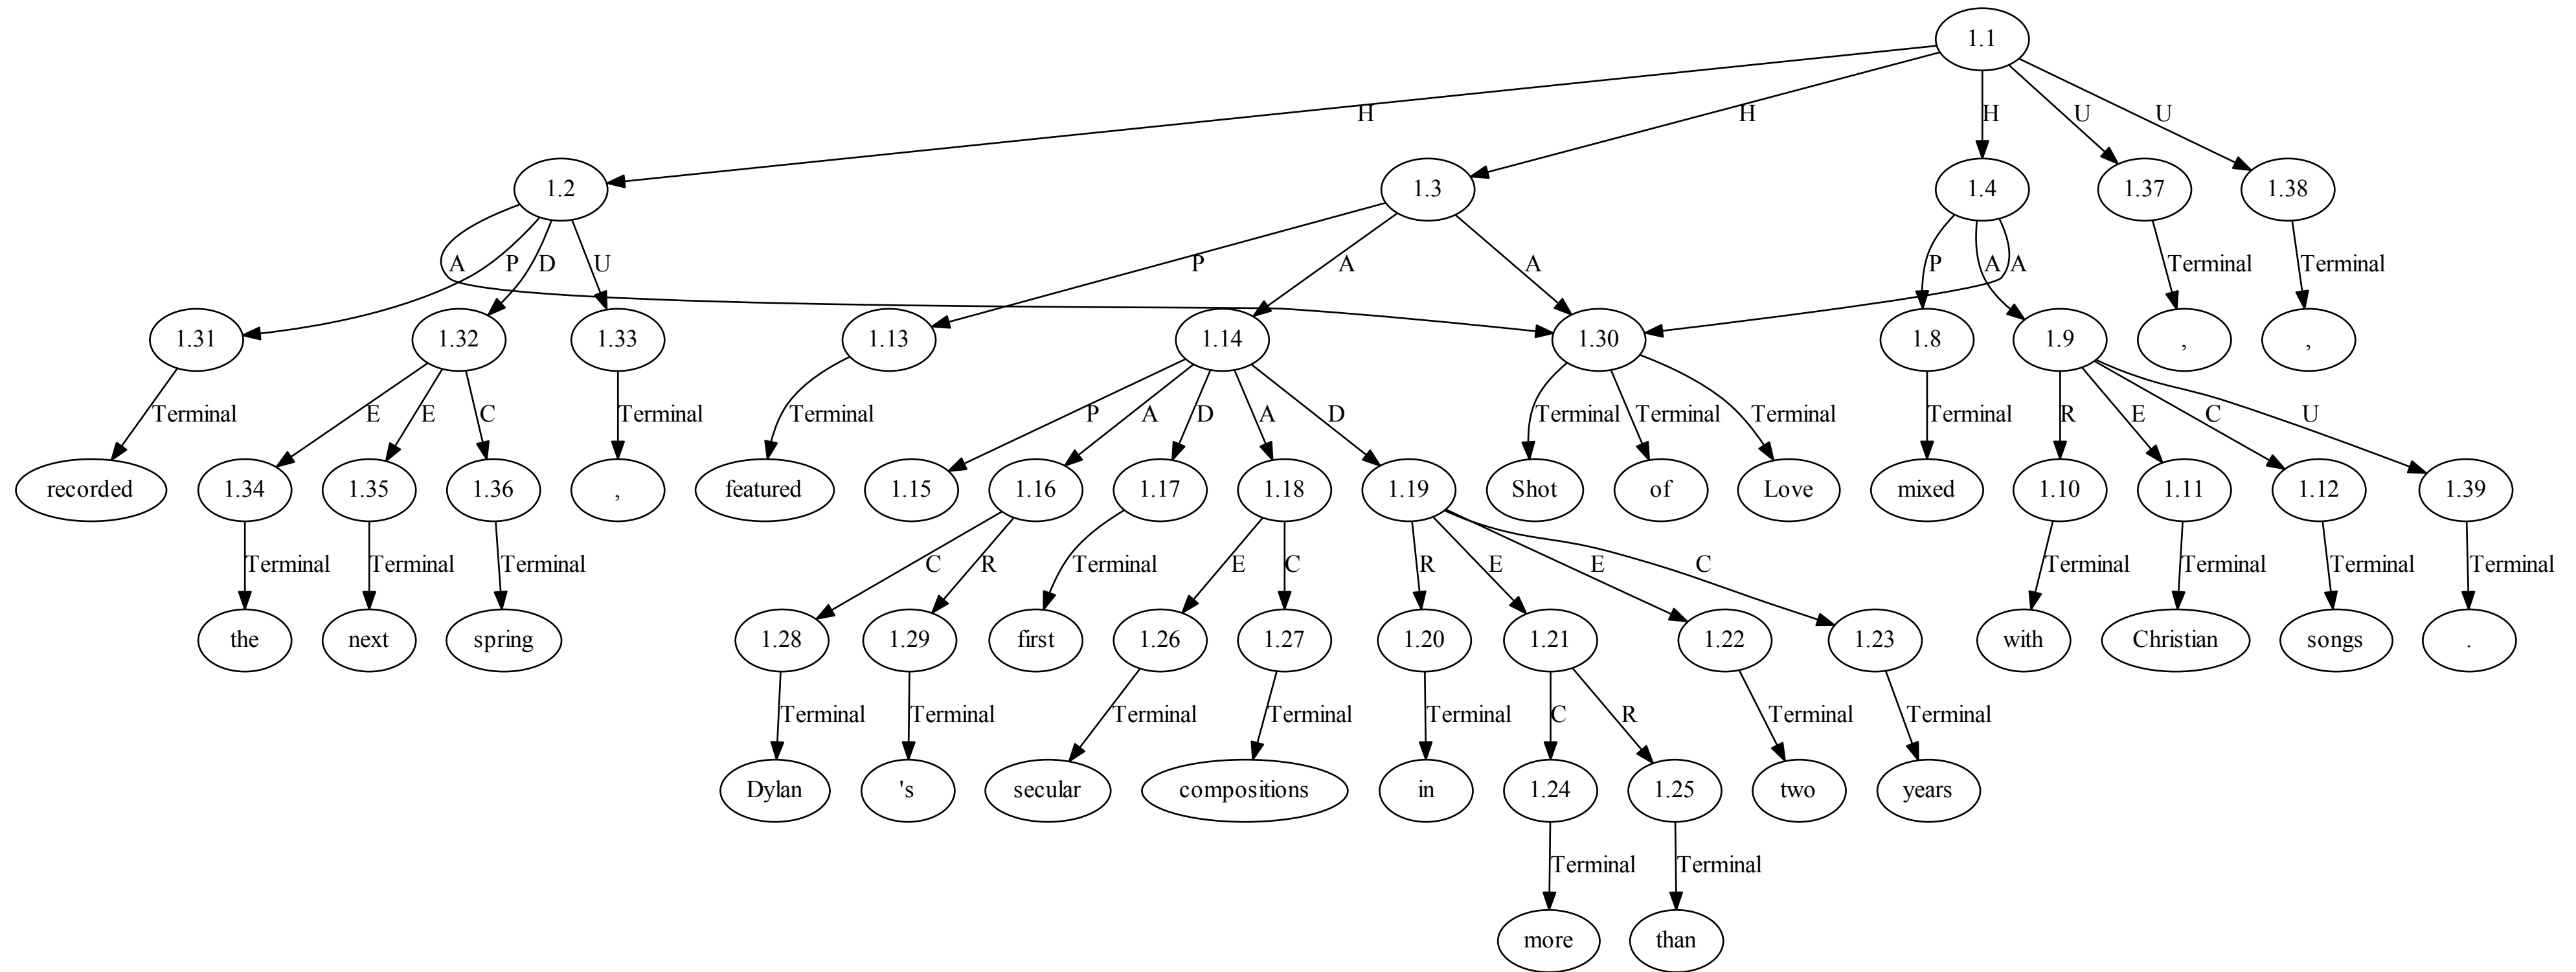 1.1
H H H U U
1.2 1.3 1.4 1.37 1.38
A P D U P A A P A A Terminal Terminal
1.31 1.32 1.33 1.13 1.14 1.30 1.8 1.9 , ,
Terminal E E C Terminal Terminal P A D A D Terminal Terminal Terminal Terminal R E C U
recorded 1.34 1.35 1.36 , featured 1.15 1.16 1.17 1.18 1.19 Shot of Love mixed 1.10 1.11 1.12 1.39
Terminal Terminal Terminal C R Terminal E C R E E C Terminal Terminal Terminal Terminal
the next spring 1.28 1.29 first 1.26 1.27 1.20 1.21 1.22 1.23 with Christian songs .
Terminal Terminal Terminal Terminal Terminal C R Terminal Terminal
Dylan 's secular compositions in 1.24 1.25 two years
Terminal Terminal
more than